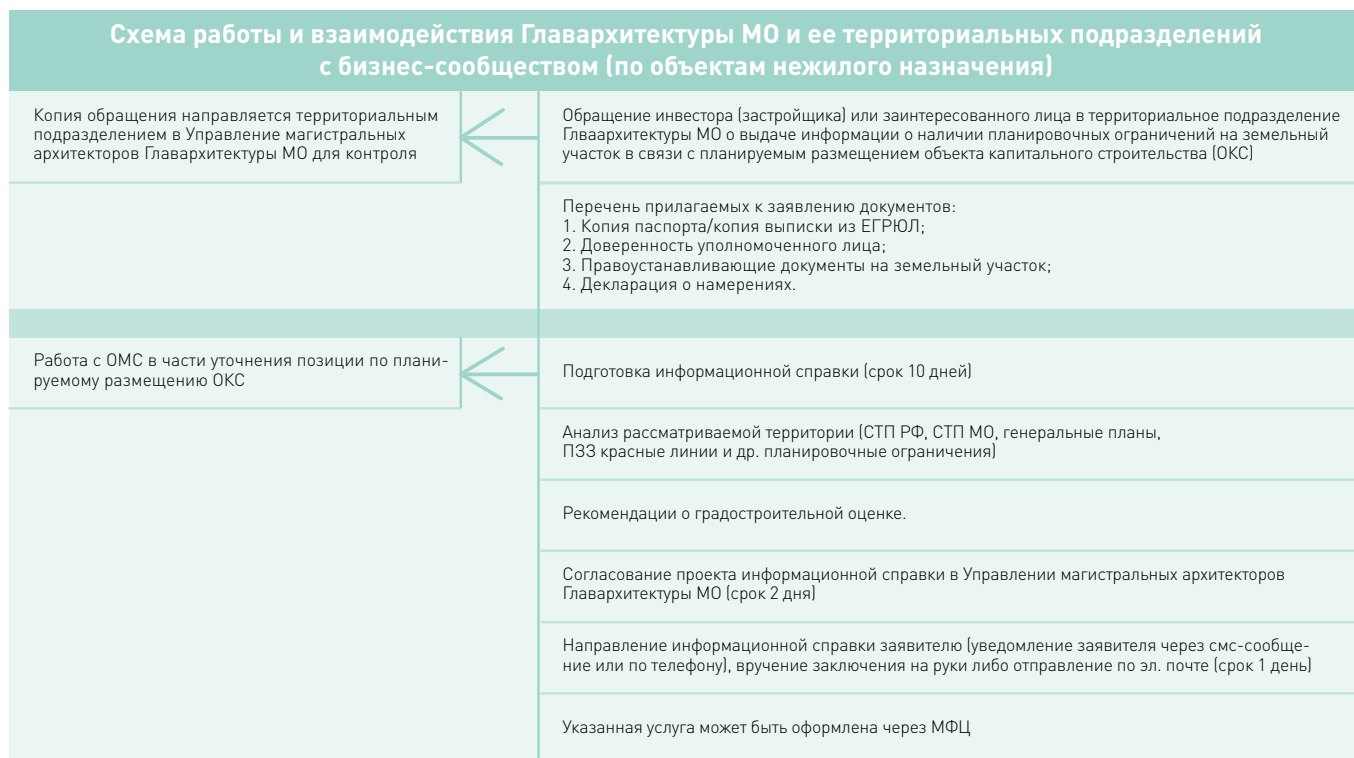 Схема работы и взаимодействия Главархитектуры МО и ее территориальных подразделений
с бизнес-сообществом (по объектам нежилого назначения)
Копия обращения направляется территориальным
подразделением в Управление магистральных
архитекторов Главархитектуры МО для контроля
Обращение инвестора (застройщика) или заинтересованного лица в территориальное подразделение
Глваархитектуры МО о выдаче информации о наличии планировочных ограничений на земельный
участок в связи с планируемым размещением объекта капитального строительства (ОКС)
Перечень прилагаемых к заявлению документов:
1. Копия паспорта/копия выписки из ЕГРЮЛ;
2. Доверенность уполномоченного лица;
3. Правоустанавливающие документы на земельный участок;
4. Декларация о намерениях.
Работа с ОМС в части уточнения позиции по плани-
руемому размещению ОКС
Подготовка информационной справки (срок 10 дней)
Анализ рассматриваемой территории (СТП РФ, СТП МО, генеральные планы,
ПЗЗ красные линии и др. планировочные ограничения)
Рекомендации о градостроительной оценке.
Согласование проекта информационной справки в Управлении магистральных архитекторов
Главархитектуры МО (срок 2 дня)
Направление информационной справки заявителю (уведомление заявителя через смс-сообще-
ние или по телефону), вручение заключения на руки либо отправление по эл. почте (срок 1 день)
Указанная услуга может быть оформлена через МФЦ